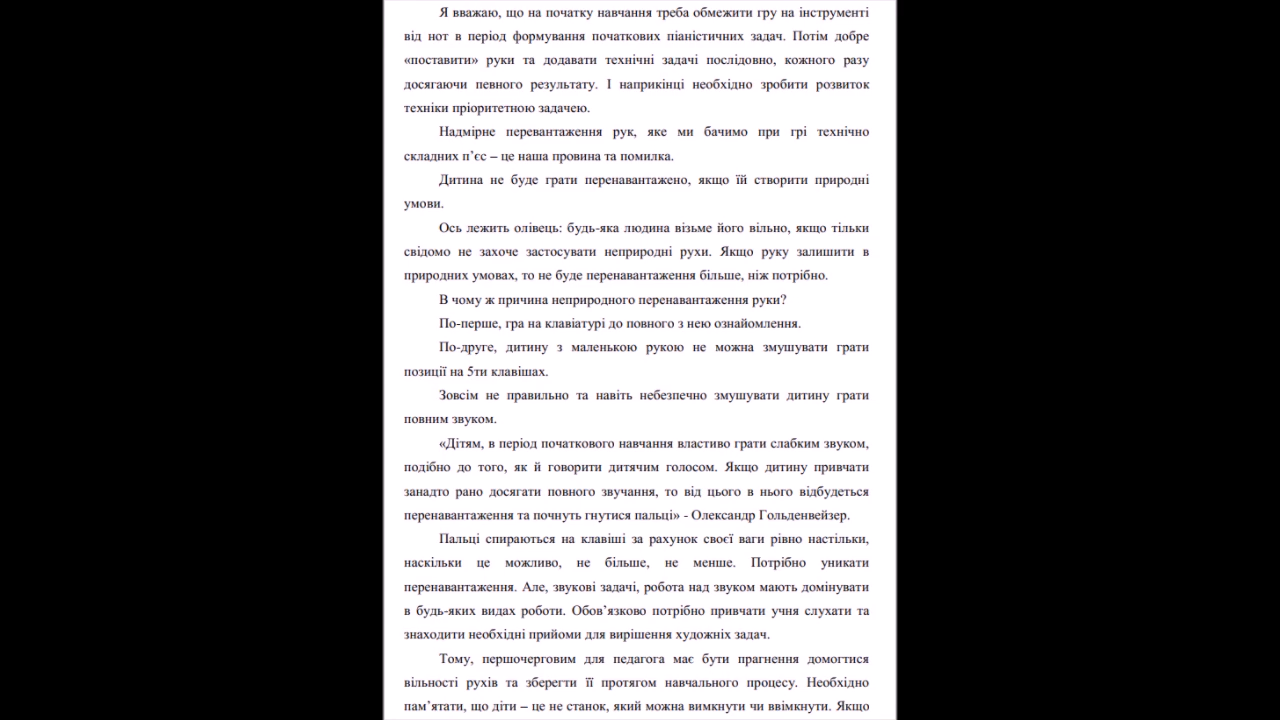 Я вважаю, що на початку навчання треба обмежити гру на інструменті
від нот в період формування початкових піаністичних задач. Потім добре
«поставити» руки та додавати технічні задачі послідовно, кожного разу
досягаючи певного результату. І наприкінці необхідно зробити розвиток
техніки пріоритетною задачею.
Надмірне перевантаження рук, яке ми бачимо при грі технічно
складних п’єс – це наша провина та помилка.
Дитина не буде грати перенавантажено, якщо їй створити природні
умови.
Ось лежить олівець: будь-яка людина візьме його вільно, якщо тільки
свідомо не захоче застосувати неприродні рухи. Якщо руку залишити в
природних умовах, то не буде перенавантаження більше, ніж потрібно.
В чому ж причина неприродного перенавантаження руки?
По-перше, гра на клавіатурі до повного з нею ознайомлення.
По-друге, дитину з маленькою рукою не можна змушувати грати
позиції на 5ти клавішах.
Зовсім не правильно та навіть небезпечно змушувати дитину грати
повним звуком.
«Дітям, в період початкового навчання властиво грати слабким звуком,
подібно до того, як й говорити дитячим голосом. Якщо дитину привчати
занадто рано досягати повного звучання, то від цього в нього відбудеться
перенавантаження та почнуть гнутися пальці» - Олександр Гольденвейзер.
Пальці спираються на клавіші за рахунок своєї ваги рівно настільки,
наскільки це можливо, не більше, не менше. Потрібно уникати
перенавантаження. Але, звукові задачі, робота над звуком мають домінувати
в будь-яких видах роботи. Обов’язково потрібно привчати учня слухати та
знаходити необхідні прийоми для вирішення художніх задач.
Тому, першочерговим для педагога має бути прагнення домогтися
вільності рухів та зберегти її протягом навчального процесу. Необхідно
пам’ятати, що діти – це не станок, який можна вимкнути чи ввімкнути. Якщо